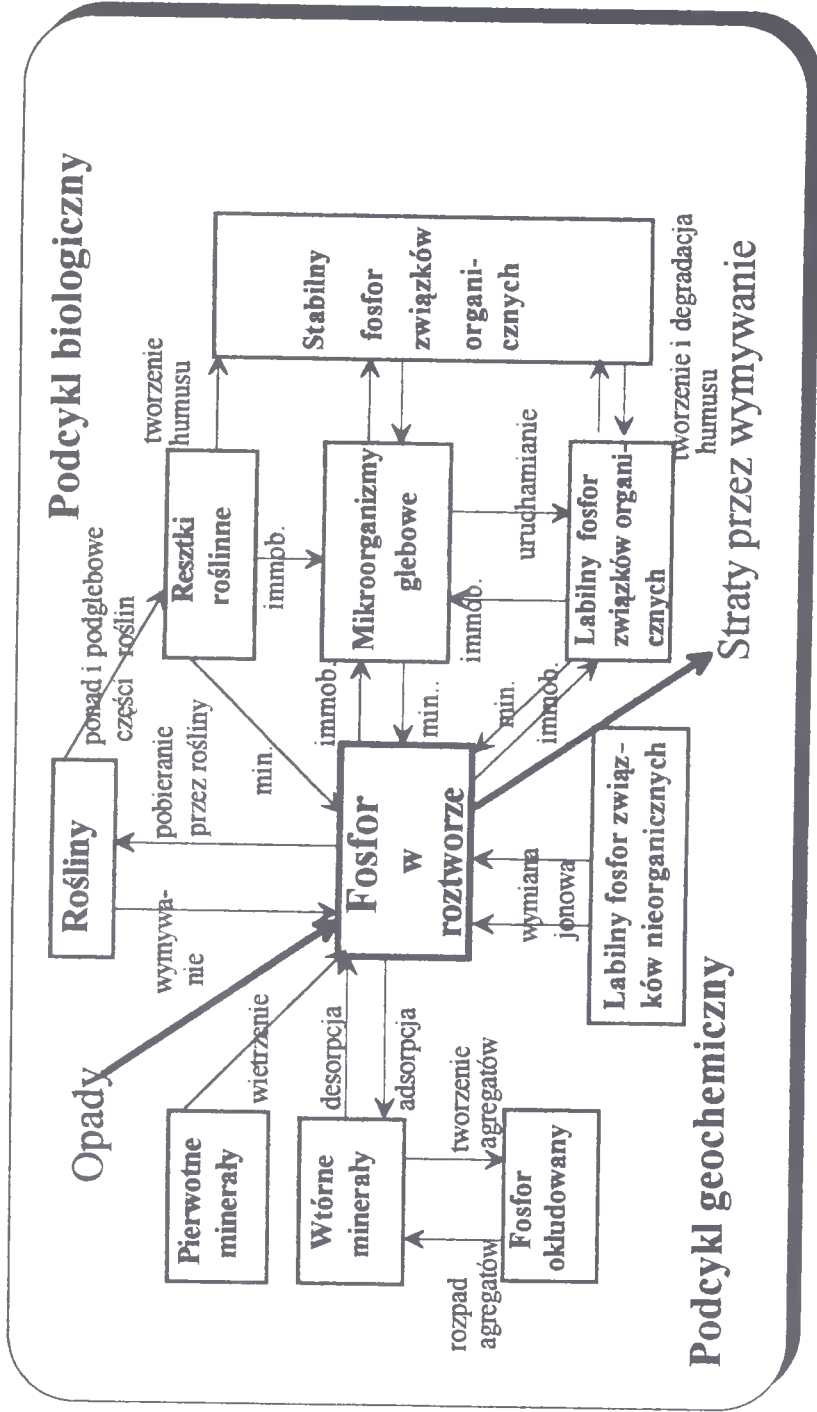 Podcykl biologiczny
Opady
Rośliny
ponad i podglebowe
części roślin
wymywa-
nie
pobieranie
przez rośliny
Resztki
roślinne
tworzenie
humusu
min.
immob.
Pierwotne
minerały
wietrzenie
Wtórne
minerały
desorpcja
adsorpcja
Fosfor
w
roztworze
immob.
min..
Mikroorganizmy
glebowe
Stabilny
fosfor
związków
organi-
cznych
immob.
uruchamianie
rozpad
agregatów
tworzenie
agregatów
Fosfor
okludowany
wymiana
jonowa
min.
immob.
Labilny fosfor
związków organi-
cznych
Labilny fosfor związ-
ków nieorganicznych
tworzenie i degradacja
humusu
Podcykl geochemiczny
Straty przez wymywanie